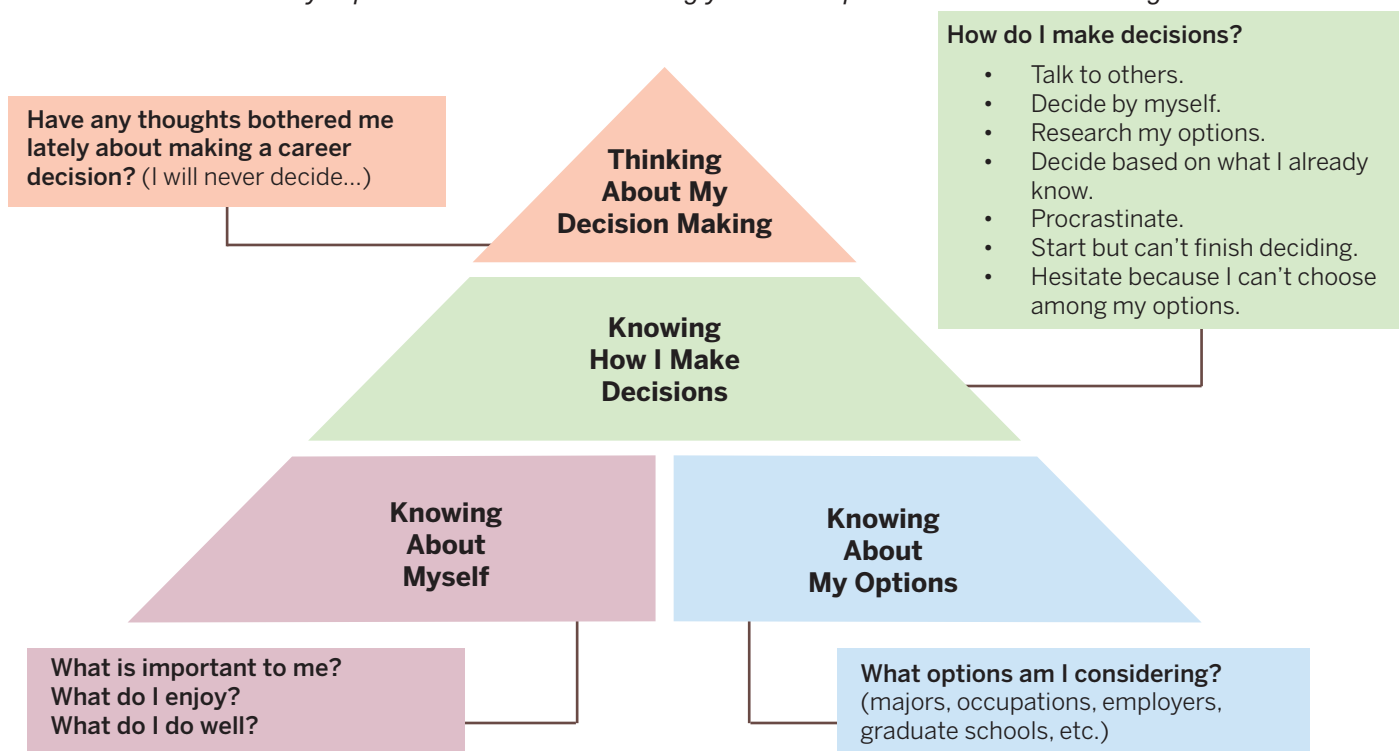 How do I make decisions?
• Talk to others.
• Decide by myself.
• Research my options.
• Decide based on what I already
know.
• Procrastinate.
• Start but can't finish deciding.
• Hesitate because I can't choose
among my options.
Have any thoughts bothered me
lately about making a career
decision? (I will never decide...)
Thinking
About My
Decision Making
Knowing
How I Make
Decisions
Knowing
About
Myself
Knowing
About
My Options
What is important to me?
What do I enjoy?
What do I do well?
What options am I considering?
(majors, occupations, employers,
graduate schools, etc.)